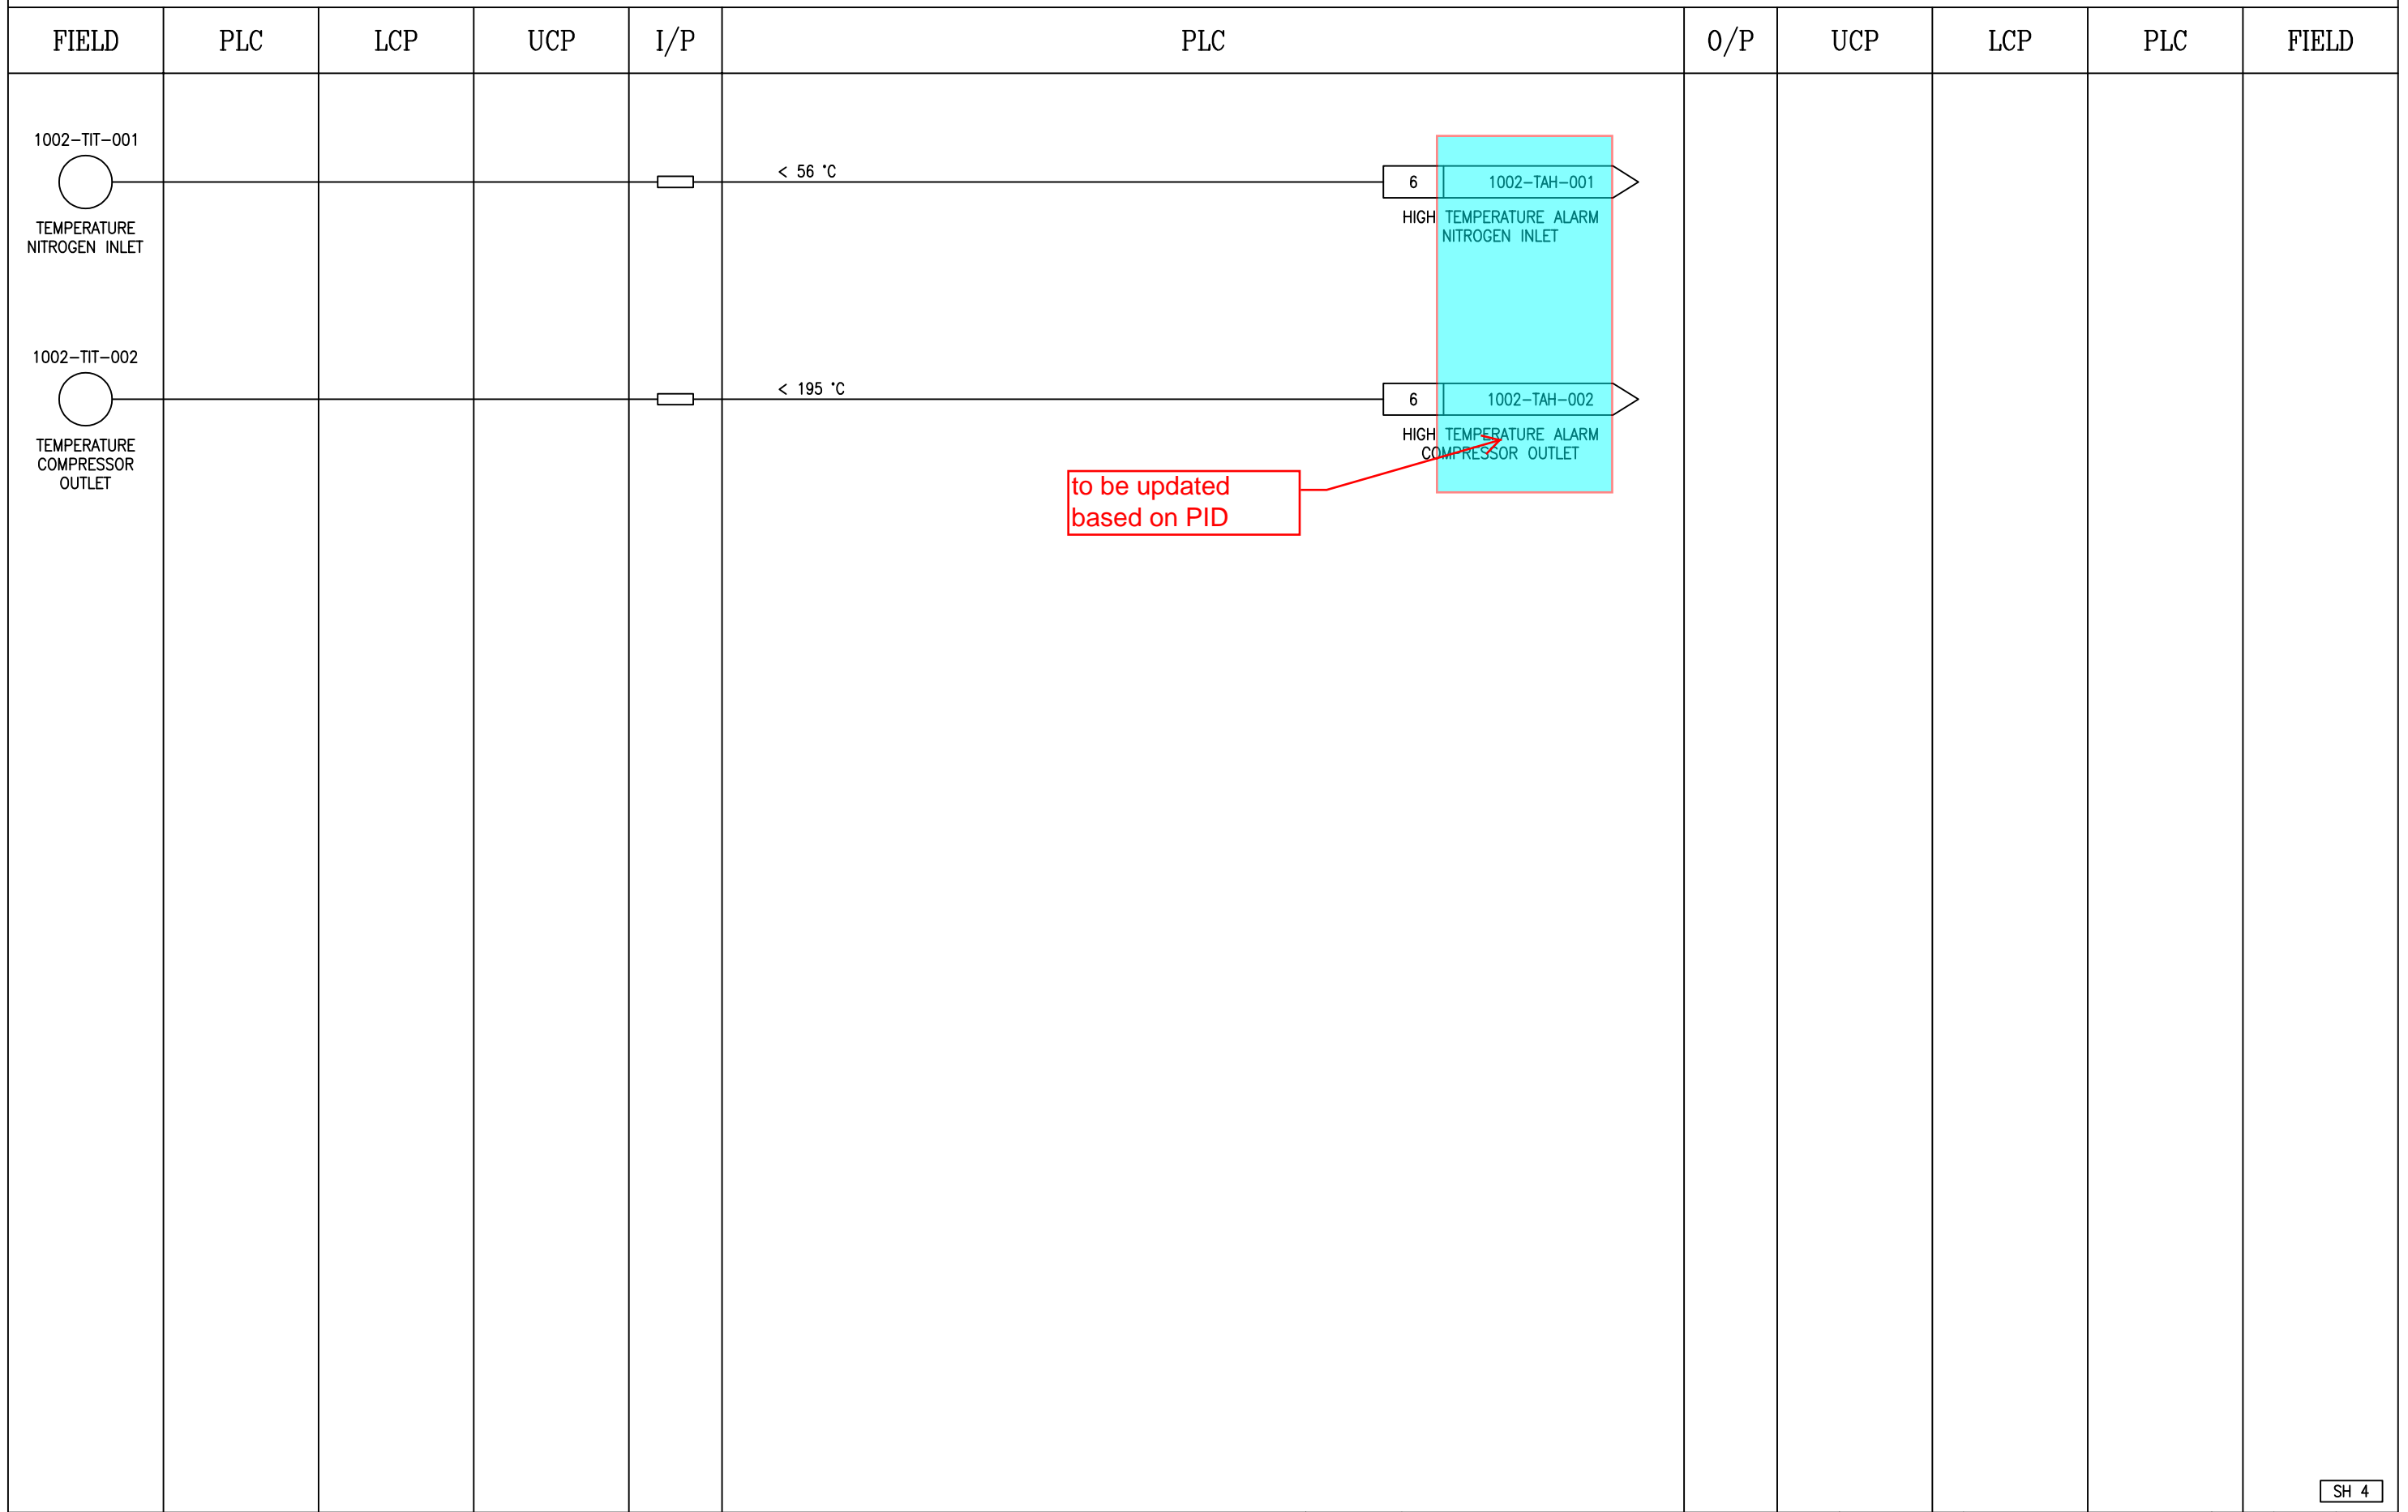 FIELD PLC LCP UCP I/P PLC O/P UCP LCP PLC FIELD
1002-TIT-001
TEMPERATURE
NITROGEN INLET
< 56 °C
6 1002-TAH-001
HIGH TEMPERATURE ALARM
NITROGEN INLET
1002-TIT-002
TEMPERATURE
COMPRESSOR
OUTLET
< 195 °C
6 1002-TAH-002
HIGH TEMPERATURE ALARM
COMPRESSOR OUTLET
to be updated
based on PID
SH 4